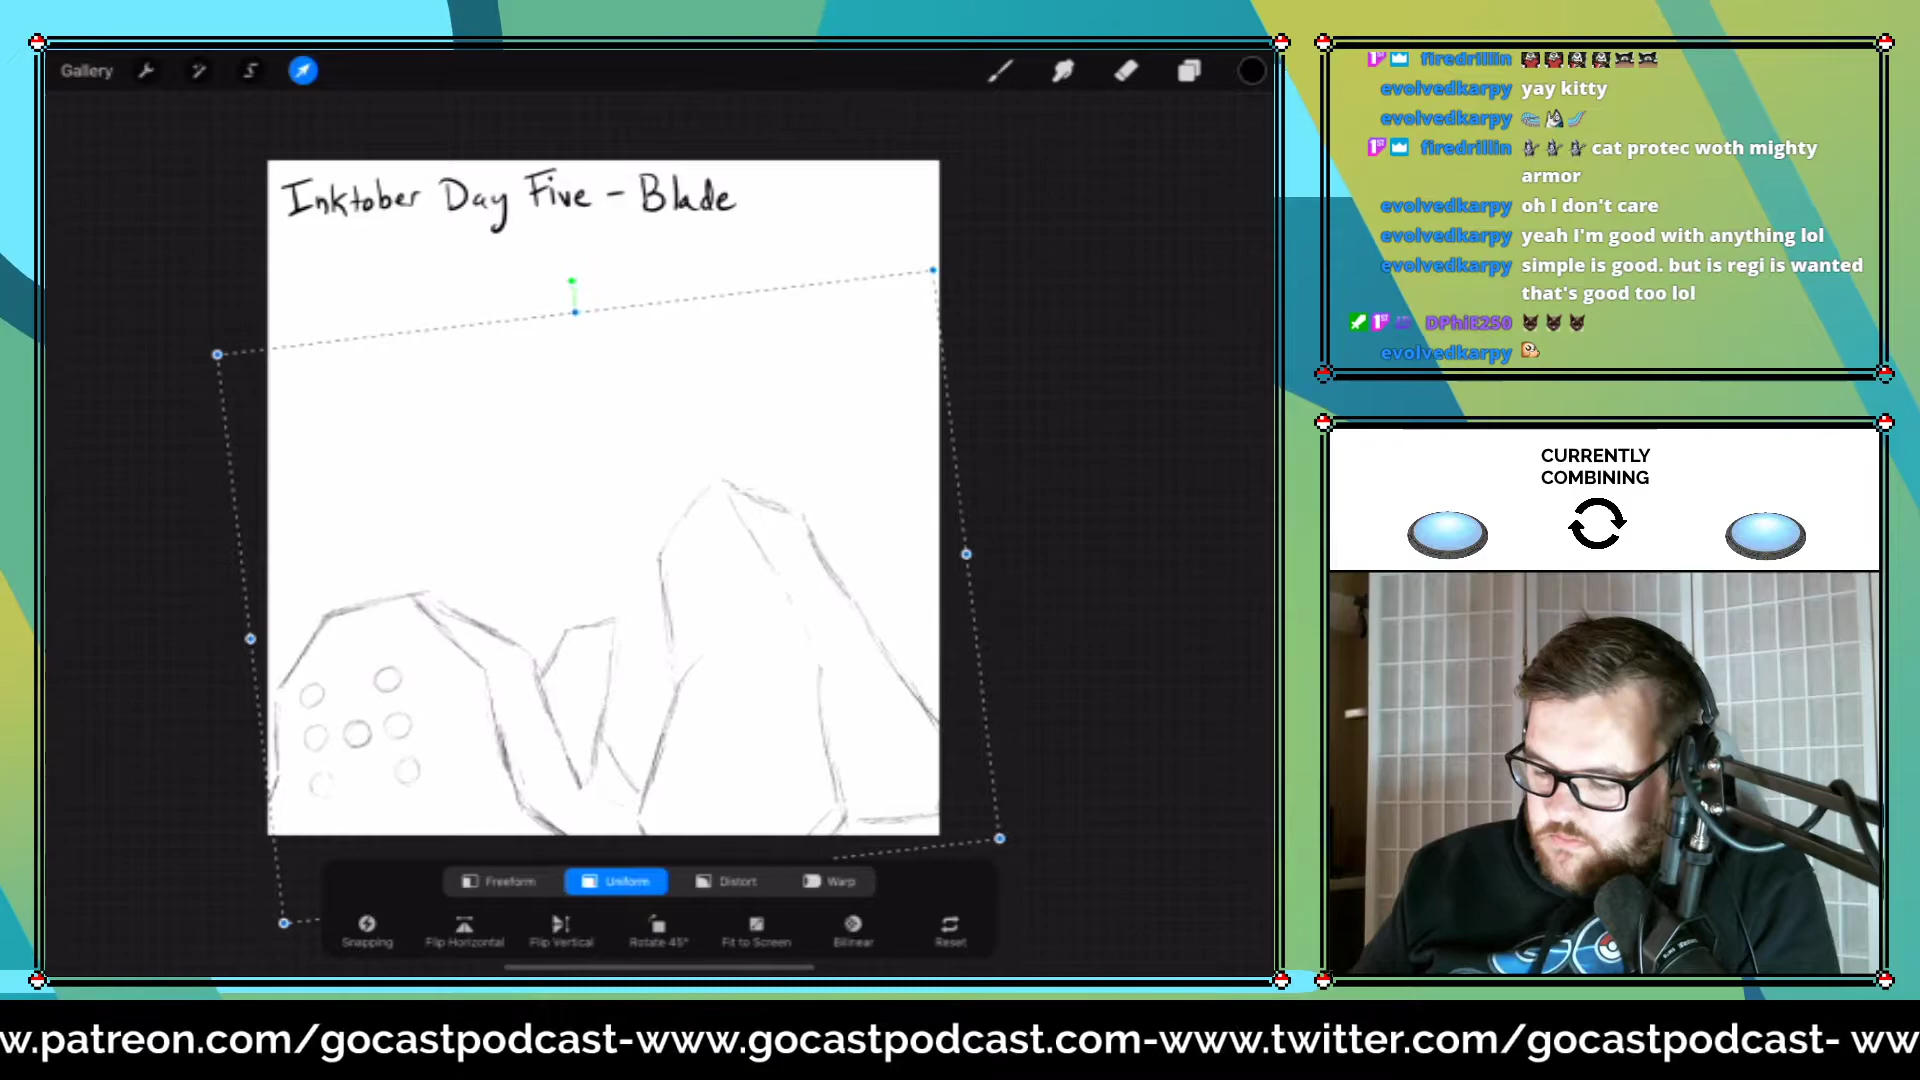 Gallery
Inktober Day Five - Blade
Freeform
Uniform
Distort
Warp
Snapping
Flip Horizontal
Flip Vertical
Rotate 45°
Fit to Screen
Bilinear
Reset
firedrillin
evolvedkarpy yay kitty
evolvedkarpy
firedrillin cat protec woth mighty
armor
evolvedkarpy oh I don't care
evolvedkarpy yeah I'm good with anything lol
evolvedkarpy simple is good. but is regi is wanted
that's good too lol
DPhiE250
evolvedkarpy
CURRENTLY
COMBINING
w.patreon.com/gocastpodcast-www.gocastpodcast.com-www.twitter.com/gocastpodcast- ww